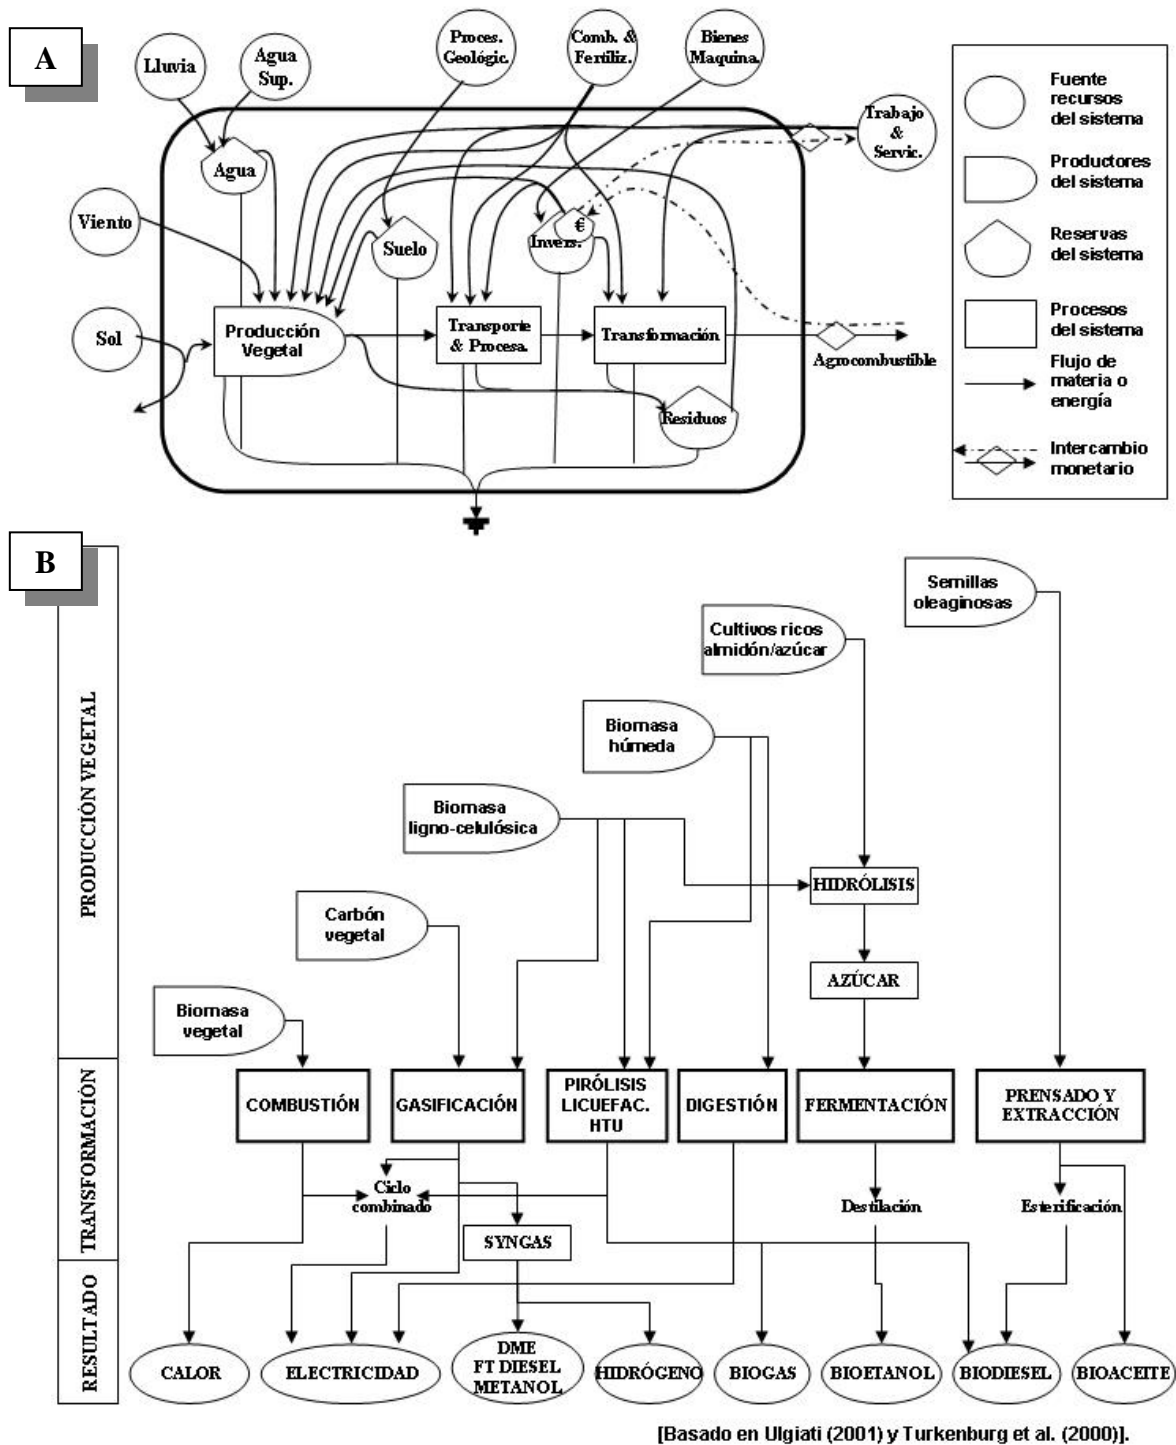 A
Lluvia
Agua
Sup.
Proces.
Geológic.
Comb. &
Fertiliz.
Bienes
Maquina.
Trabajo
&
Servic.
Agua
Viento
Suelo
€
Invers.
Sol
Producción
Vegetal
Transporte
& Procesa.
Transformación
Agrocombustible
Residuos
Fuente
recursos
del sistema
Productores
del sistema
Reservas
del sistema
Procesos
del sistema
Flujo de
materia o
energía
Intercambio
monetario
B
PRODUCCIÓN VEGETAL
TRANSFORMACIÓN
RESULTADO
Semillas
oleaginosas
Cultivos ricos
almidón/azúcar
Biomasa
húmeda
Biomasa
ligno-celulósica
Carbón
vegetal
Biomasa
vegetal
HIDRÓLISIS
AZÚCAR
COMBUSTIÓN
GASIFICACIÓN
PIRÓLISIS
LICUEFAC.
HTU
DIGESTIÓN
FERMENTACIÓN
PRENSADO Y
EXTRACCIÓN
Ciclo
combinado
SYNGAS
Destilación
Esterificación
CALOR
ELECTRICIDAD
DME
FT DIESEL
METANOL
HIDRÓGENO
BIOGAS
BIOETANOL
BIODIESEL
BIOACEITE
[Basado en Ulgiati (2001) y Turkenburg et al. (2000)].